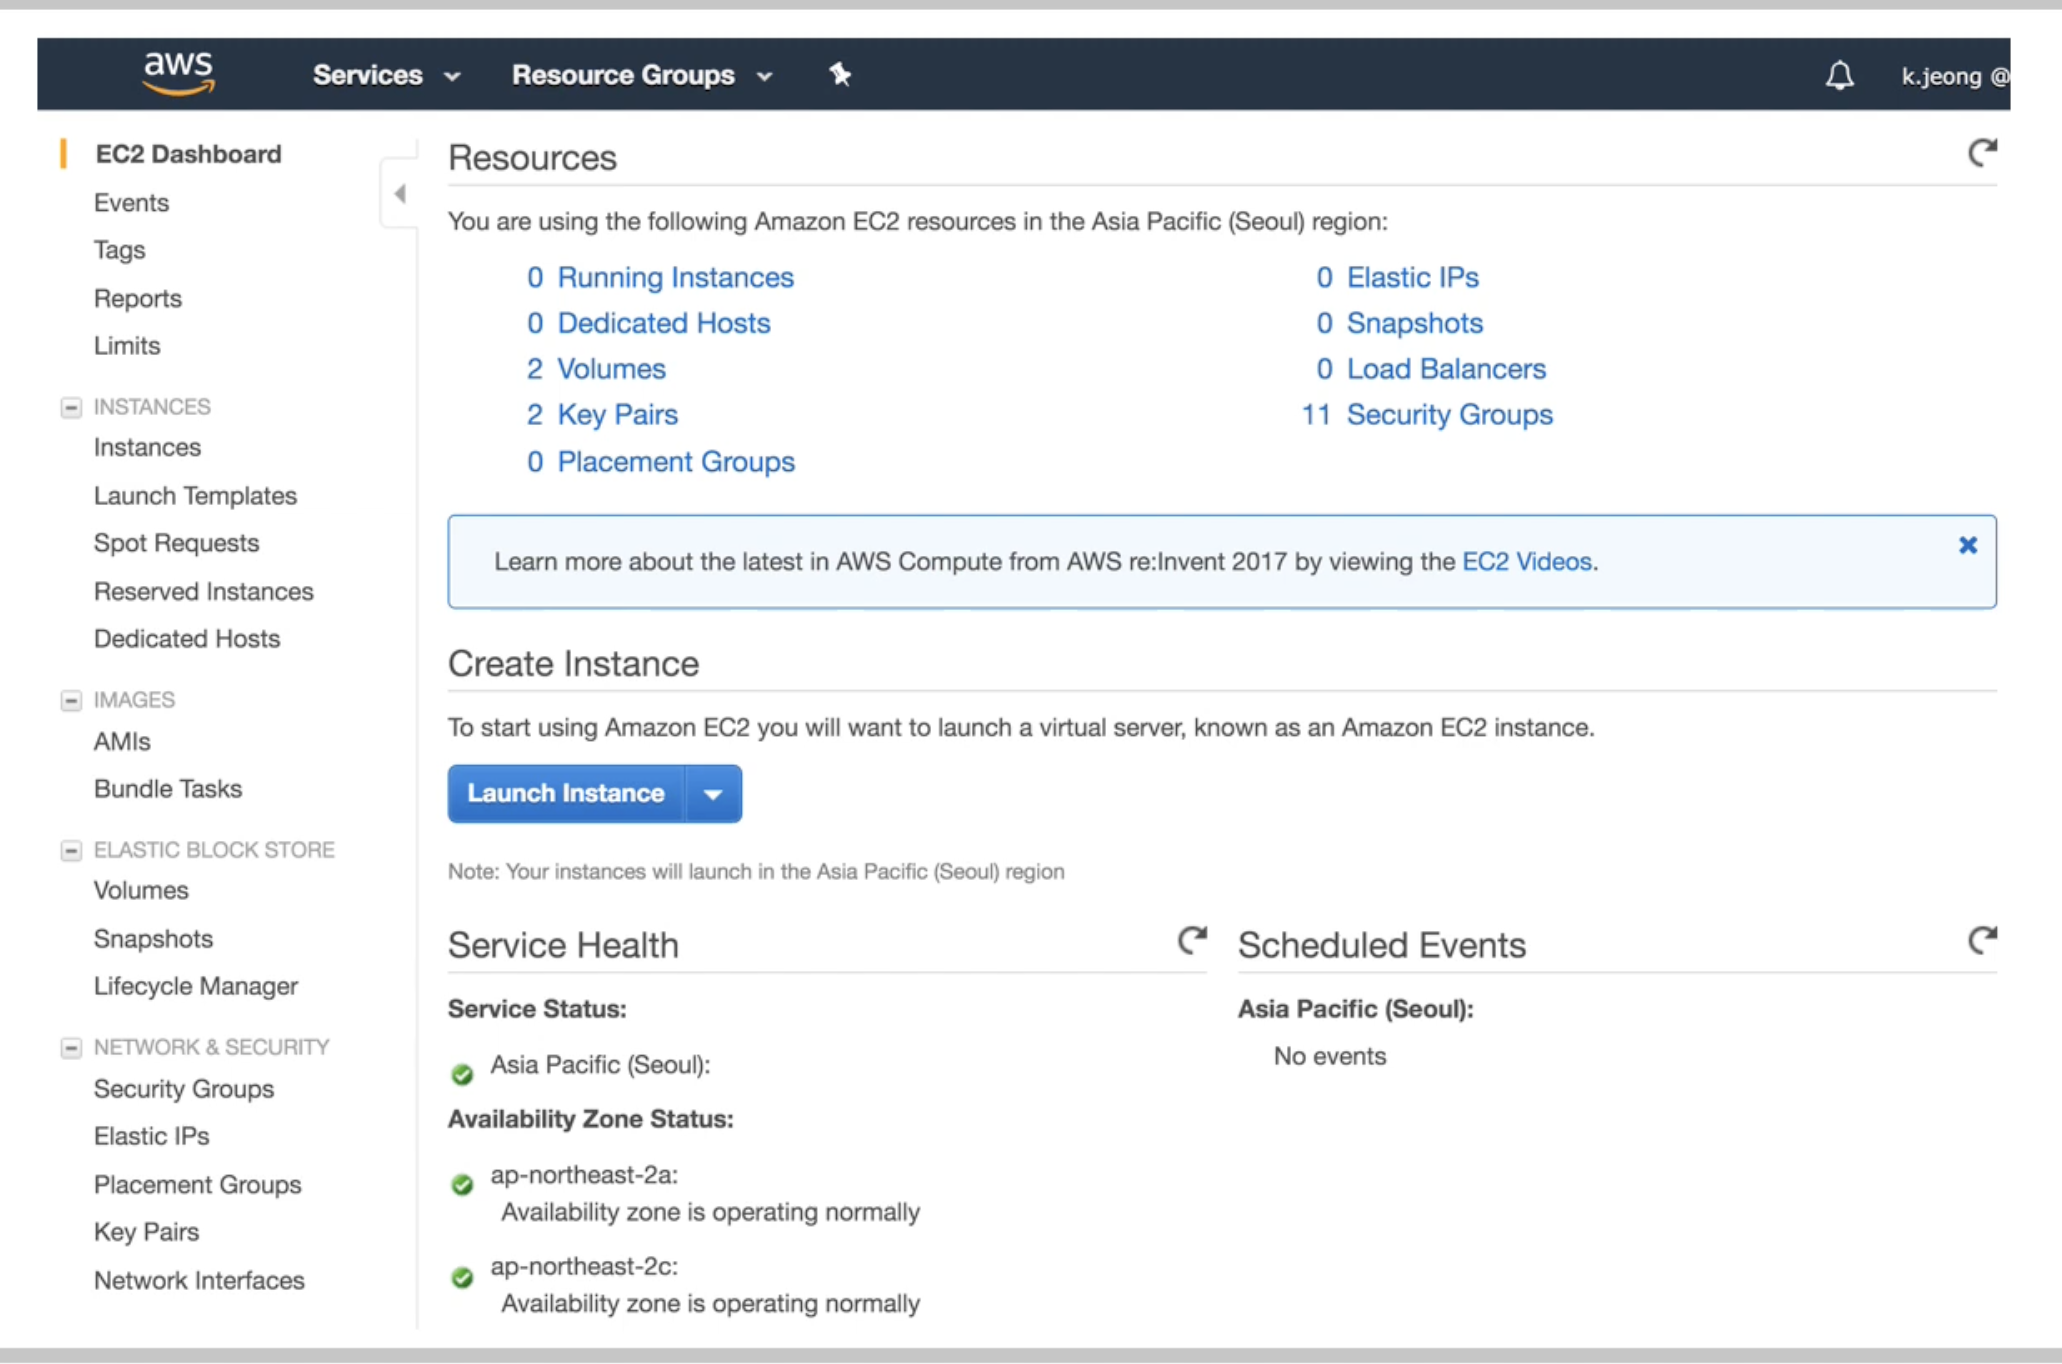 aws Services Resource Groups k.jeong @
EC2 Dashboard
Events
Tags
Reports
Limits
INSTANCES
Instances
Launch Templates
Spot Requests
Reserved Instances
Dedicated Hosts
IMAGES
AMIs
Bundle Tasks
ELASTIC BLOCK STORE
Volumes
Snapshots
Lifecycle Manager
NETWORK & SECURITY
Security Groups
Elastic IPs
Placement Groups
Key Pairs
Network Interfaces
Resources
You are using the following Amazon EC2 resources in the Asia Pacific (Seoul) region:
0 Running Instances
0 Dedicated Hosts
2 Volumes
2 Key Pairs
0 Placement Groups
0 Elastic IPs
0 Snapshots
0 Load Balancers
11 Security Groups
Learn more about the latest in AWS Compute from AWS re:Invent 2017 by viewing the EC2 Videos.
Create Instance
To start using Amazon EC2 you will want to launch a virtual server, known as an Amazon EC2 instance.
Launch Instance
Note: Your instances will launch in the Asia Pacific (Seoul) region
Service Health
Service Status:
Asia Pacific (Seoul):
Availability Zone Status:
ap-northeast-2a:
Availability zone is operating normally
ap-northeast-2c:
Availability zone is operating normally
Scheduled Events
Asia Pacific (Seoul):
No events